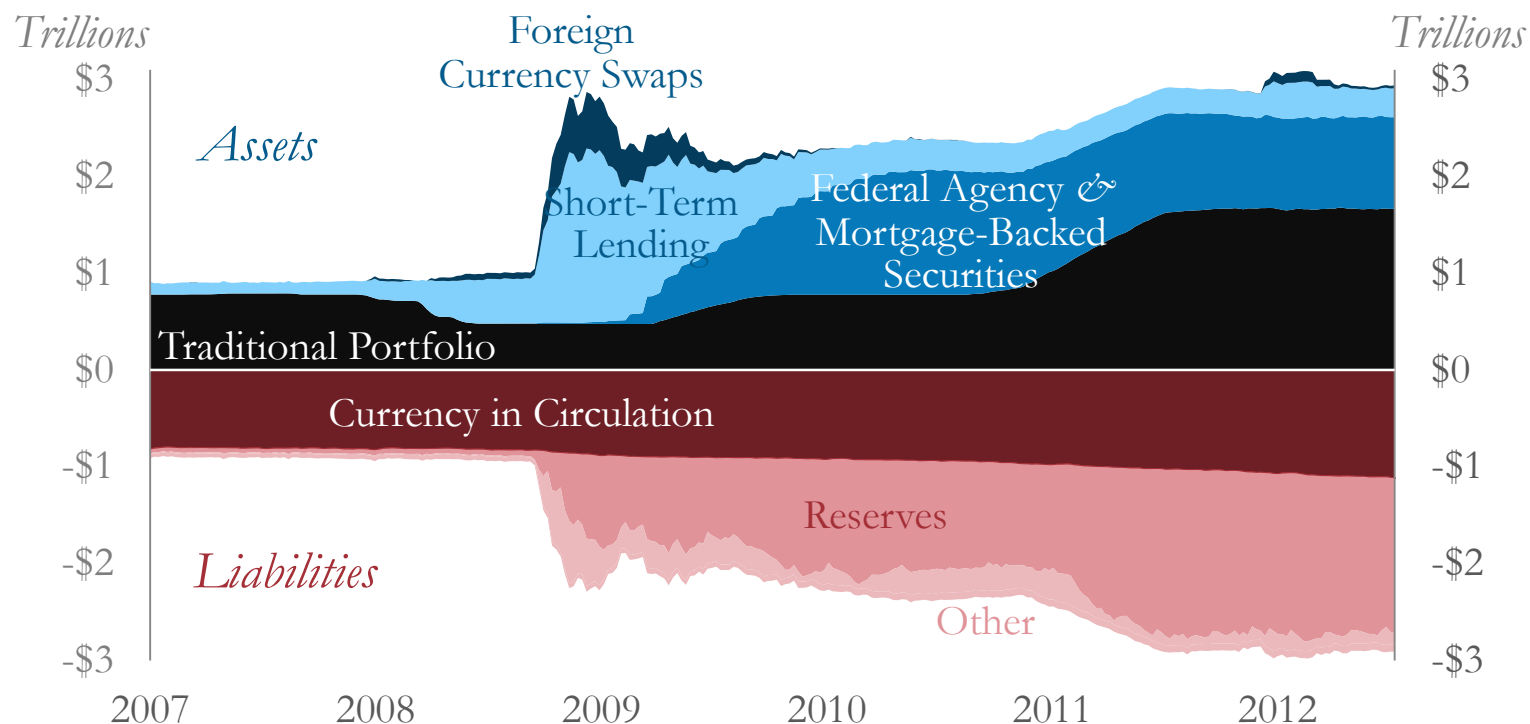 Trillions
Trillions
Foreign
Currency Swaps
$3
$3
Assets
$2
$2
Short-Term
Lending
Federal Agency &
Mortgage-Backed
Securities
$1
$1
Traditional Portfolio
$0
$0
Currency in Circulation
-$1
-$1
Reserves
-$2
-$2
Liabilities
Other
-$3
-$3
2007
2008
2009
2010
2011
2012